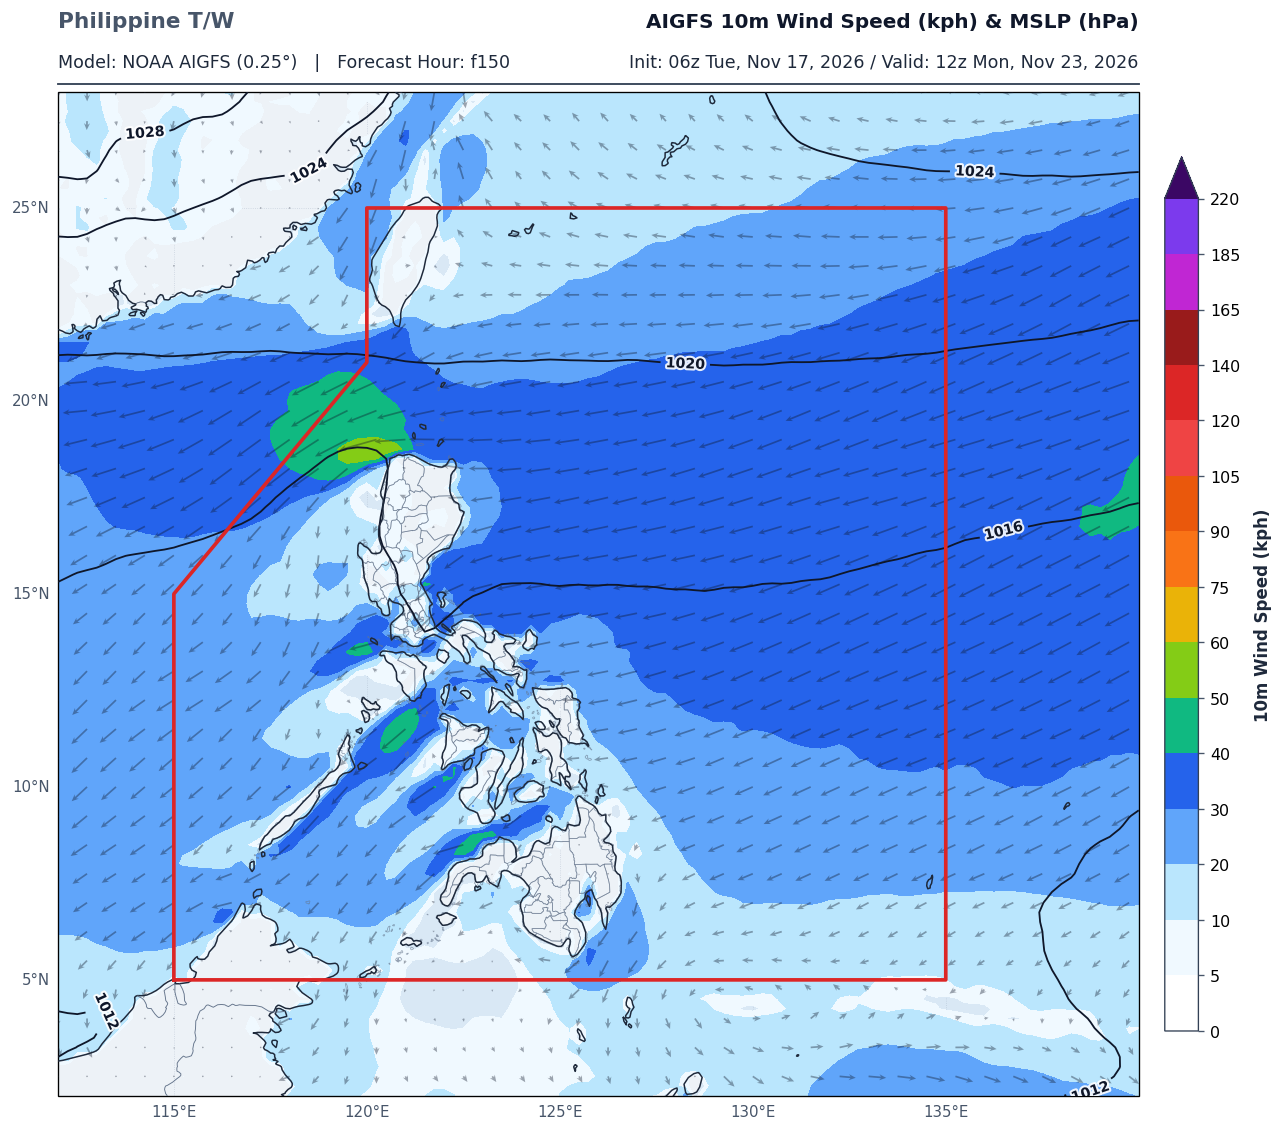 Philippine T/W
AIGFS 10m Wind Speed (kph) & MSLP (hPa)
Model: NOAA AIGFS (0.25°) | Forecast Hour: f150
Init: 06z Tue, Nov 17, 2026 / Valid: 12z Mon, Nov 23, 2026
1028
1024
1024
1020
1016
1012
1012
25°N
20°N
15°N
10°N
5°N
115°E
120°E
125°E
130°E
135°E
220
185
165
140
120
105
90
75
60
50
40
30
20
10
5
0
10m Wind Speed (kph)